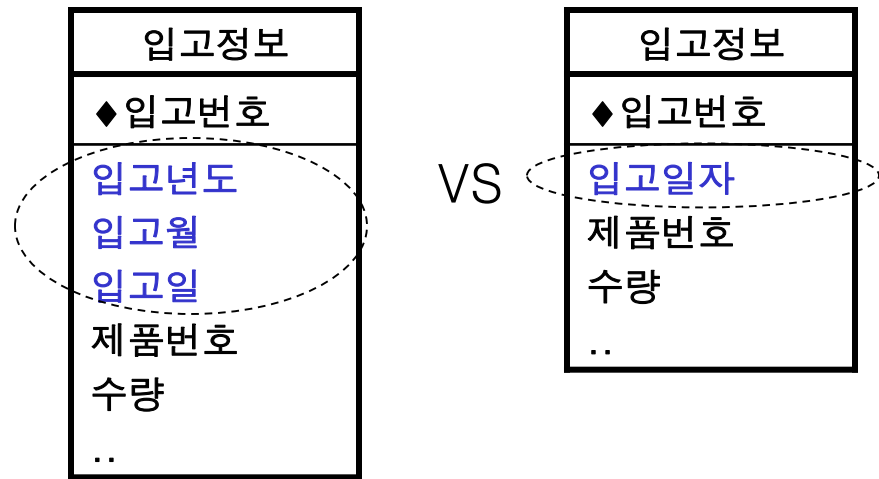 입고정보
♦입고번호
입고년도
입고월
입고일
제품번호
수량
..
VS
입고정보
♦입고번호
입고일자
제품번호
수량
..